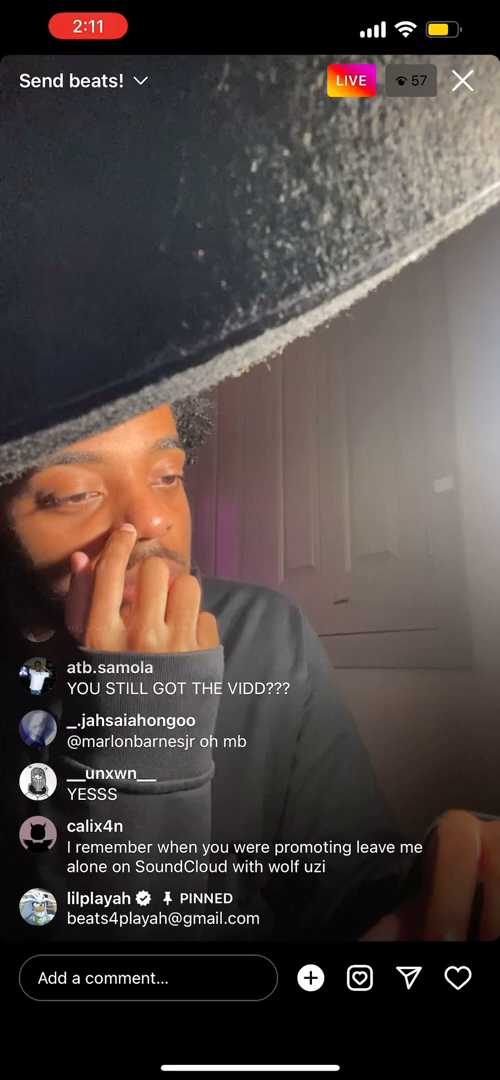 2:11
Send beats!
LIVE
57
atb.samola
YOU STILL GOT THE VIDD???
_.jahsaiahongoo
@marlonbarnesjr oh mb
__unxwn__
YESSS
calix4n
I remember when you were promoting leave me
alone on SoundCloud with wolf uzi
lilplayah PINNED
beats4playah@gmail.com
Add a comment...